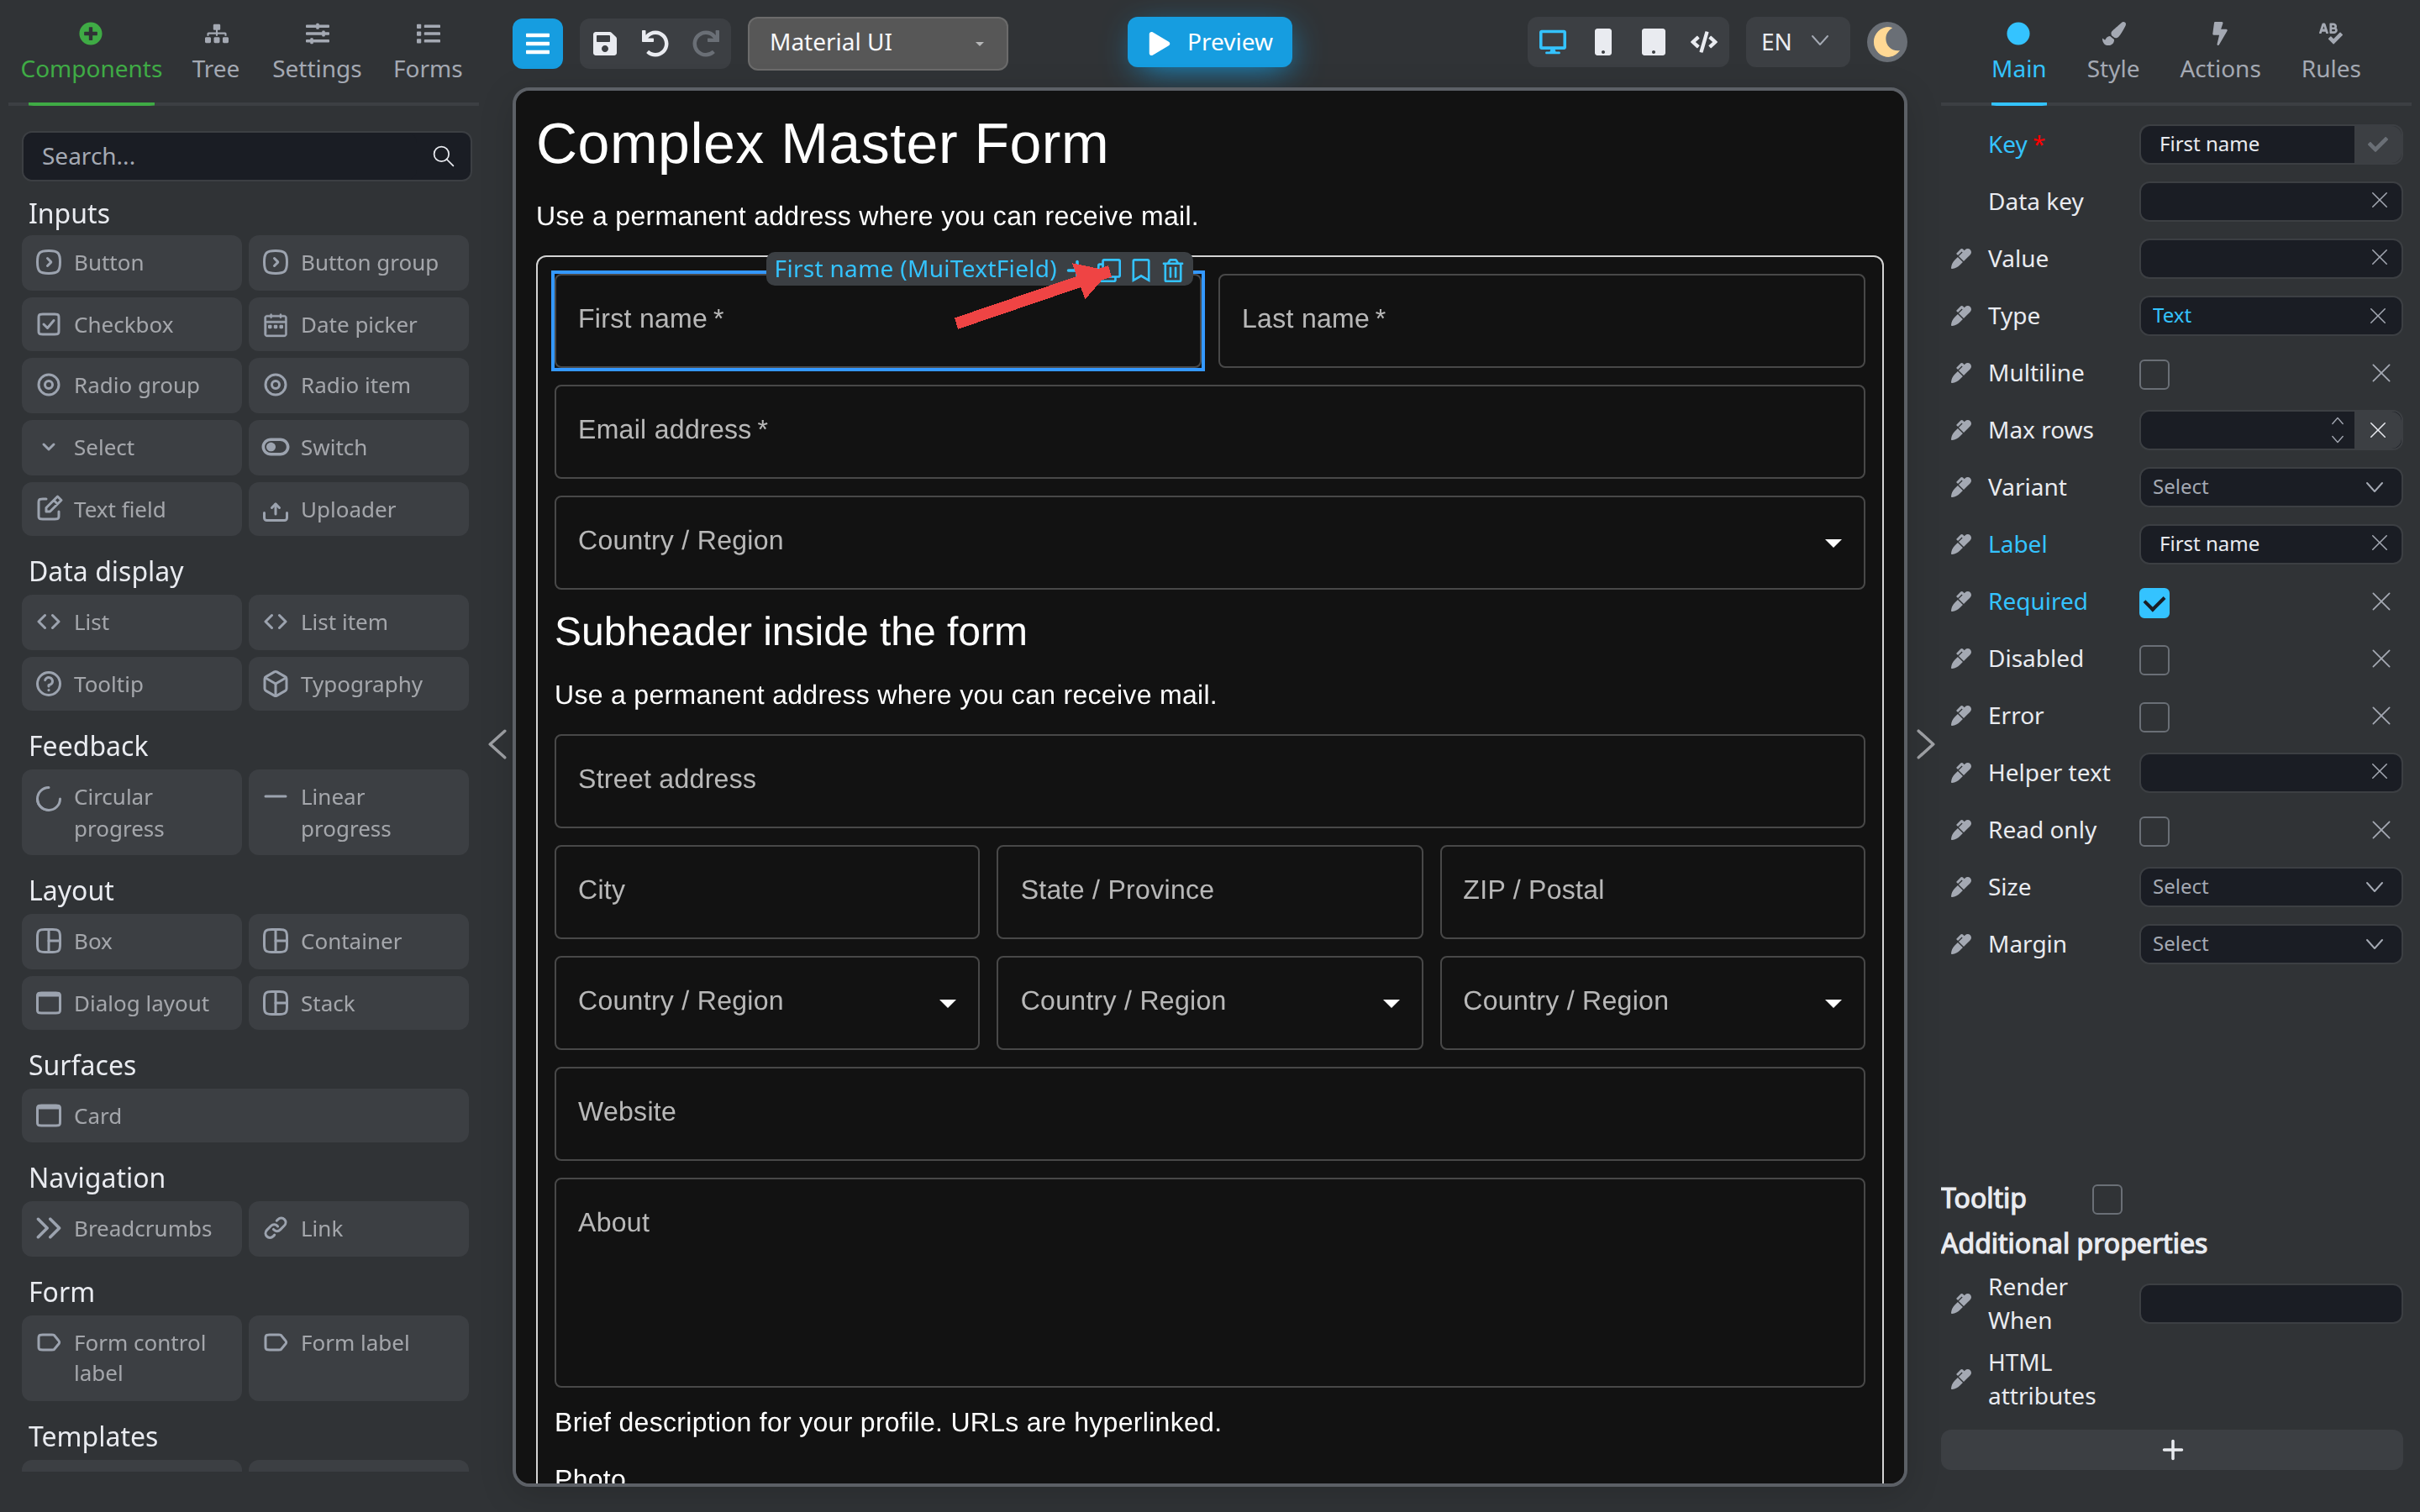 Components
Tree
Settings
Forms
Material UI
Preview
EN
Main
Style
Actions
Rules
Search...
Inputs
Button
Button group
Checkbox
Date picker
Radio group
Radio item
Select
Switch
Text field
Uploader
Data display
List
List item
Tooltip
Typography
Feedback
Circular
progress
Linear
progress
Layout
Box
Container
Dialog layout
Stack
Surfaces
Card
Navigation
Breadcrumbs
Link
Form
Form control
label
Form label
Templates
Complex Master Form
Use a permanent address where you can receive mail.
First name (MuiTextField)
First name *
Last name *
Email address *
Country / Region
Subheader inside the form
Use a permanent address where you can receive mail.
Street address
City
State / Province
ZIP / Postal
Country / Region
Country / Region
Country / Region
Website
About
Brief description for your profile. URLs are hyperlinked.
Photo
Key *
First name
Data key
Value
Type
Text
Multiline
Max rows
Variant
Select
Label
First name
Required
Disabled
Error
Helper text
Read only
Size
Select
Margin
Select
Tooltip
Additional properties
Render
When
HTML
attributes